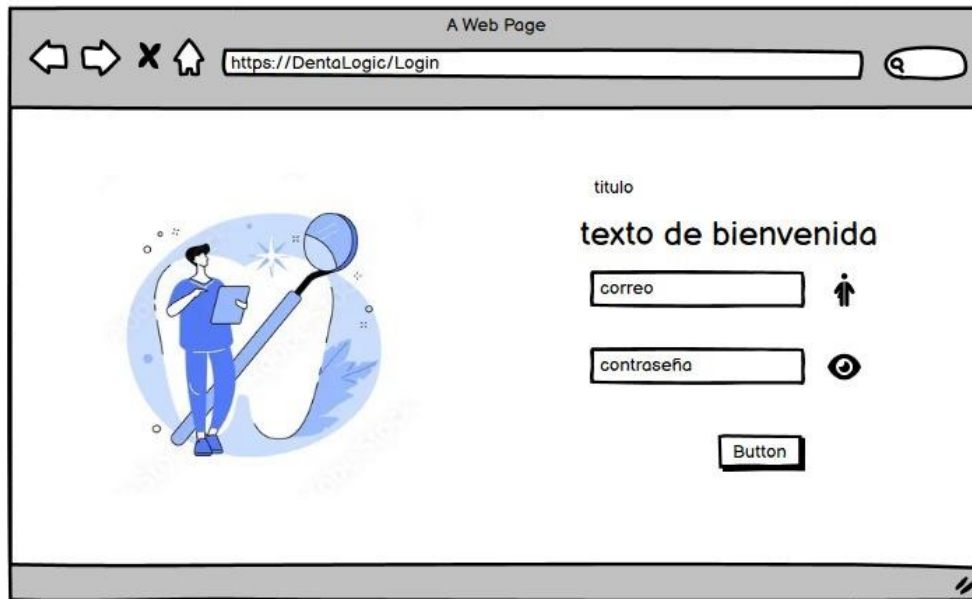 A Web Page
https://DentaLogic/Login
titulo
texto de bienvenida
correo
contraseña
Button